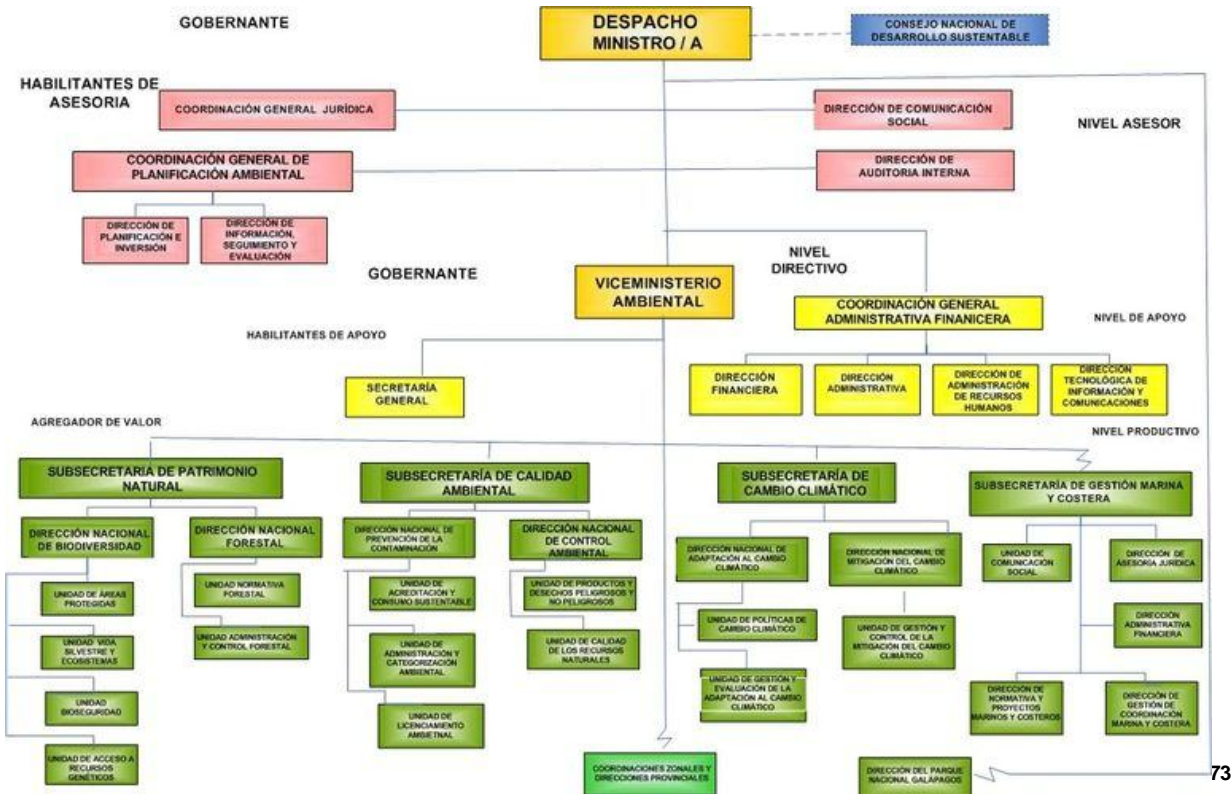 GOBERNANTE
DESPACHO
MINISTRO / A
CONSEJO NACIONAL DE
DESARROLLO SUSTENTABLE
HABILITANTES DE
ASESORIA
COORDINACIÓN GENERAL JURÍDICA
DIRECCIÓN DE COMUNICACIÓN
SOCIAL
NIVEL ASESOR
COORDINACIÓN GENERAL DE
PLANIFICACIÓN AMBIENTAL
DIRECCIÓN DE
AUDITORIA INTERNA
DIRECCIÓN DE
PLANIFICACIÓN E
INVERSIÓN
DIRECCIÓN DE
INFORMACIÓN,
SEGUIMIENTO Y
EVALUACIÓN
GOBERNANTE
NIVEL
DIRECTIVO
VICEMINISTERIO
AMBIENTAL
COORDINACIÓN GENERAL
ADMINISTRATIVA FINANICERA
NIVEL DE APOYO
HABILITANTES DE APOYO
SECRETARÍA
GENERAL
DIRECCIÓN
FINANCIERA
DIRECCIÓN
ADMINISTRATIVA
DIRECCIÓN DE
ADMINISTRACIÓN
DE RECURSOS
HUMANOS
DIRECCIÓN
TECNOLÓGICA DE
INFORMACIÓN Y
COMUNICACIONES
AGREGADOR DE VALOR
NIVEL PRODUCTIVO
SUBSECRETARÍA DE PATRIMONIO
NATURAL
SUBSECRETARÍA DE CALIDAD
AMBIENTAL
SUBSECRETARÍA DE
CAMBIO CLIMÁTICO
SUBSECRETARÍA DE GESTIÓN MARINA
Y COSTERA
DIRECCIÓN NACIONAL
DE BIODIVERSIDAD
DIRECCIÓN NACIONAL
FORESTAL
DIRECCIÓN NACIONAL DE
PREVENCIÓN DE LA
CONTAMINACIÓN
DIRECCIÓN NACIONAL
DE CONTROL
AMBIENTAL
DIRECCIÓN NACIONAL DE
ADAPTACIÓN AL CAMBIO
CLIMÁTICO
DIRECCIÓN NACIONAL DE
MITIGACIÓN DEL CAMBIO
CLIMÁTICO
UNIDAD DE
COMUNICACIÓN
SOCIAL
DIRECCIÓN DE
ASESORÍA JURÍDICA
UNIDAD DE ÁREAS
PROTEGIDAS
UNIDAD NORMATIVA
FORESTAL
UNIDAD DE
ACREDITACIÓN Y
CONSUMO SUSTENTABLE
UNIDAD DE PRODUCTOS Y
DESECHOS PELIGROSOS Y
NO PELIGROSOS
UNIDAD DE POLÍTICAS DE
CAMBIO CLIMÁTICO
UNIDAD DE GESTIÓN Y
CONTROL DE LA
MITIGACIÓN DEL CAMBIO
CLIMÁTICO
DIRECCIÓN
ADMINISTRATIVA
FINANCIERA
UNIDAD VIDA
SILVESTRE Y
ECOSISTEMAS
UNIDAD ADMINISTRACIÓN
Y CONTROL FORESTAL
UNIDAD DE
ADMINISTRACIÓN Y
CATEGORIZACIÓN
AMBIENTAL
UNIDAD DE CALIDAD
DE LOS RECURSOS
NATURALES
UNIDAD DE GESTIÓN Y
EVALUACIÓN DE LA
ADAPTACIÓN AL CAMBIO
CLIMÁTICO
DIRECCIÓN DE
NORMATIVA Y
PROYECTOS
MARINOS Y COSTEROS
DIRECCIÓN DE
GESTIÓN DE
COORDINACIÓN
MARINA Y COSTERA
UNIDAD
BIOSEGURIDAD
UNIDAD DE
LICENCIAMIENTO
AMBIETNAL
UNIDAD DE ACCESO A
RECURSOS
GENÉTICOS
COORDINACIONES ZONALES Y
DIRECCIONES PROVINCIALES
DIRECCIÓN DEL PARQUE
NACIONAL GALÁPAGOS
73